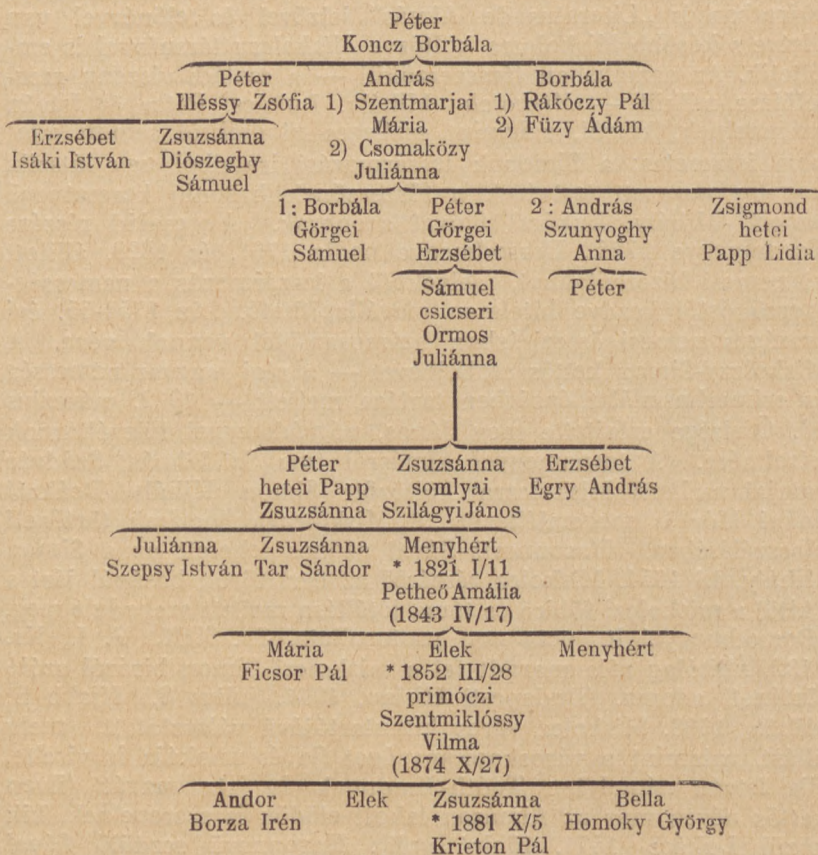 Péter
Koncz Borbála
Péter András Borbála
Illéssy Zsófia 1) Szentmarjai 1) Rákóczy Pál
Mária 2) Füzy Ádám
Erzsébet Zsuzsánna
Isáki István Diószeghy 2) Csomaközy
Sámuel Juliánna
1: Borbála Péter 2: András Zsigmond
Görgei Görgei Szunyoghy hetei
Sámuel Erzsébet Anna Papp Lidia
Sámuel Péter
csicseri
Ormos
Juliánna
Péter Zsuzsánna Erzsébet
hetei Papp somlyai Egry András
Zsuzsánna Szilágyi János
Juliánna Zsuzsánna Menyhért
Szepsy István Tar Sándor * 1821 I/11
Petheő Amália
(1843 IV/17)
Mária Elek Menyhért
Ficsor Pál * 1852 III/28
primóczi
Szentmiklóssy
Vilma
(1874 X/27)
Andor Elek Zsuzsánna Bella
Borza Irén * 1881 X/5 Homoky György
Krieton Pál